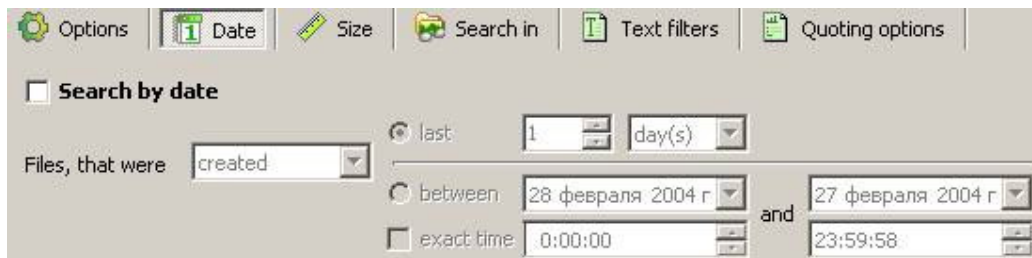 Options Date Size Search in Text filters Quoting options
Search by date
last 1 day(s)
Files, that were created
between 28 февраля 2004 г and 27 февраля 2004 г
exact time 0:00:00 23:59:58